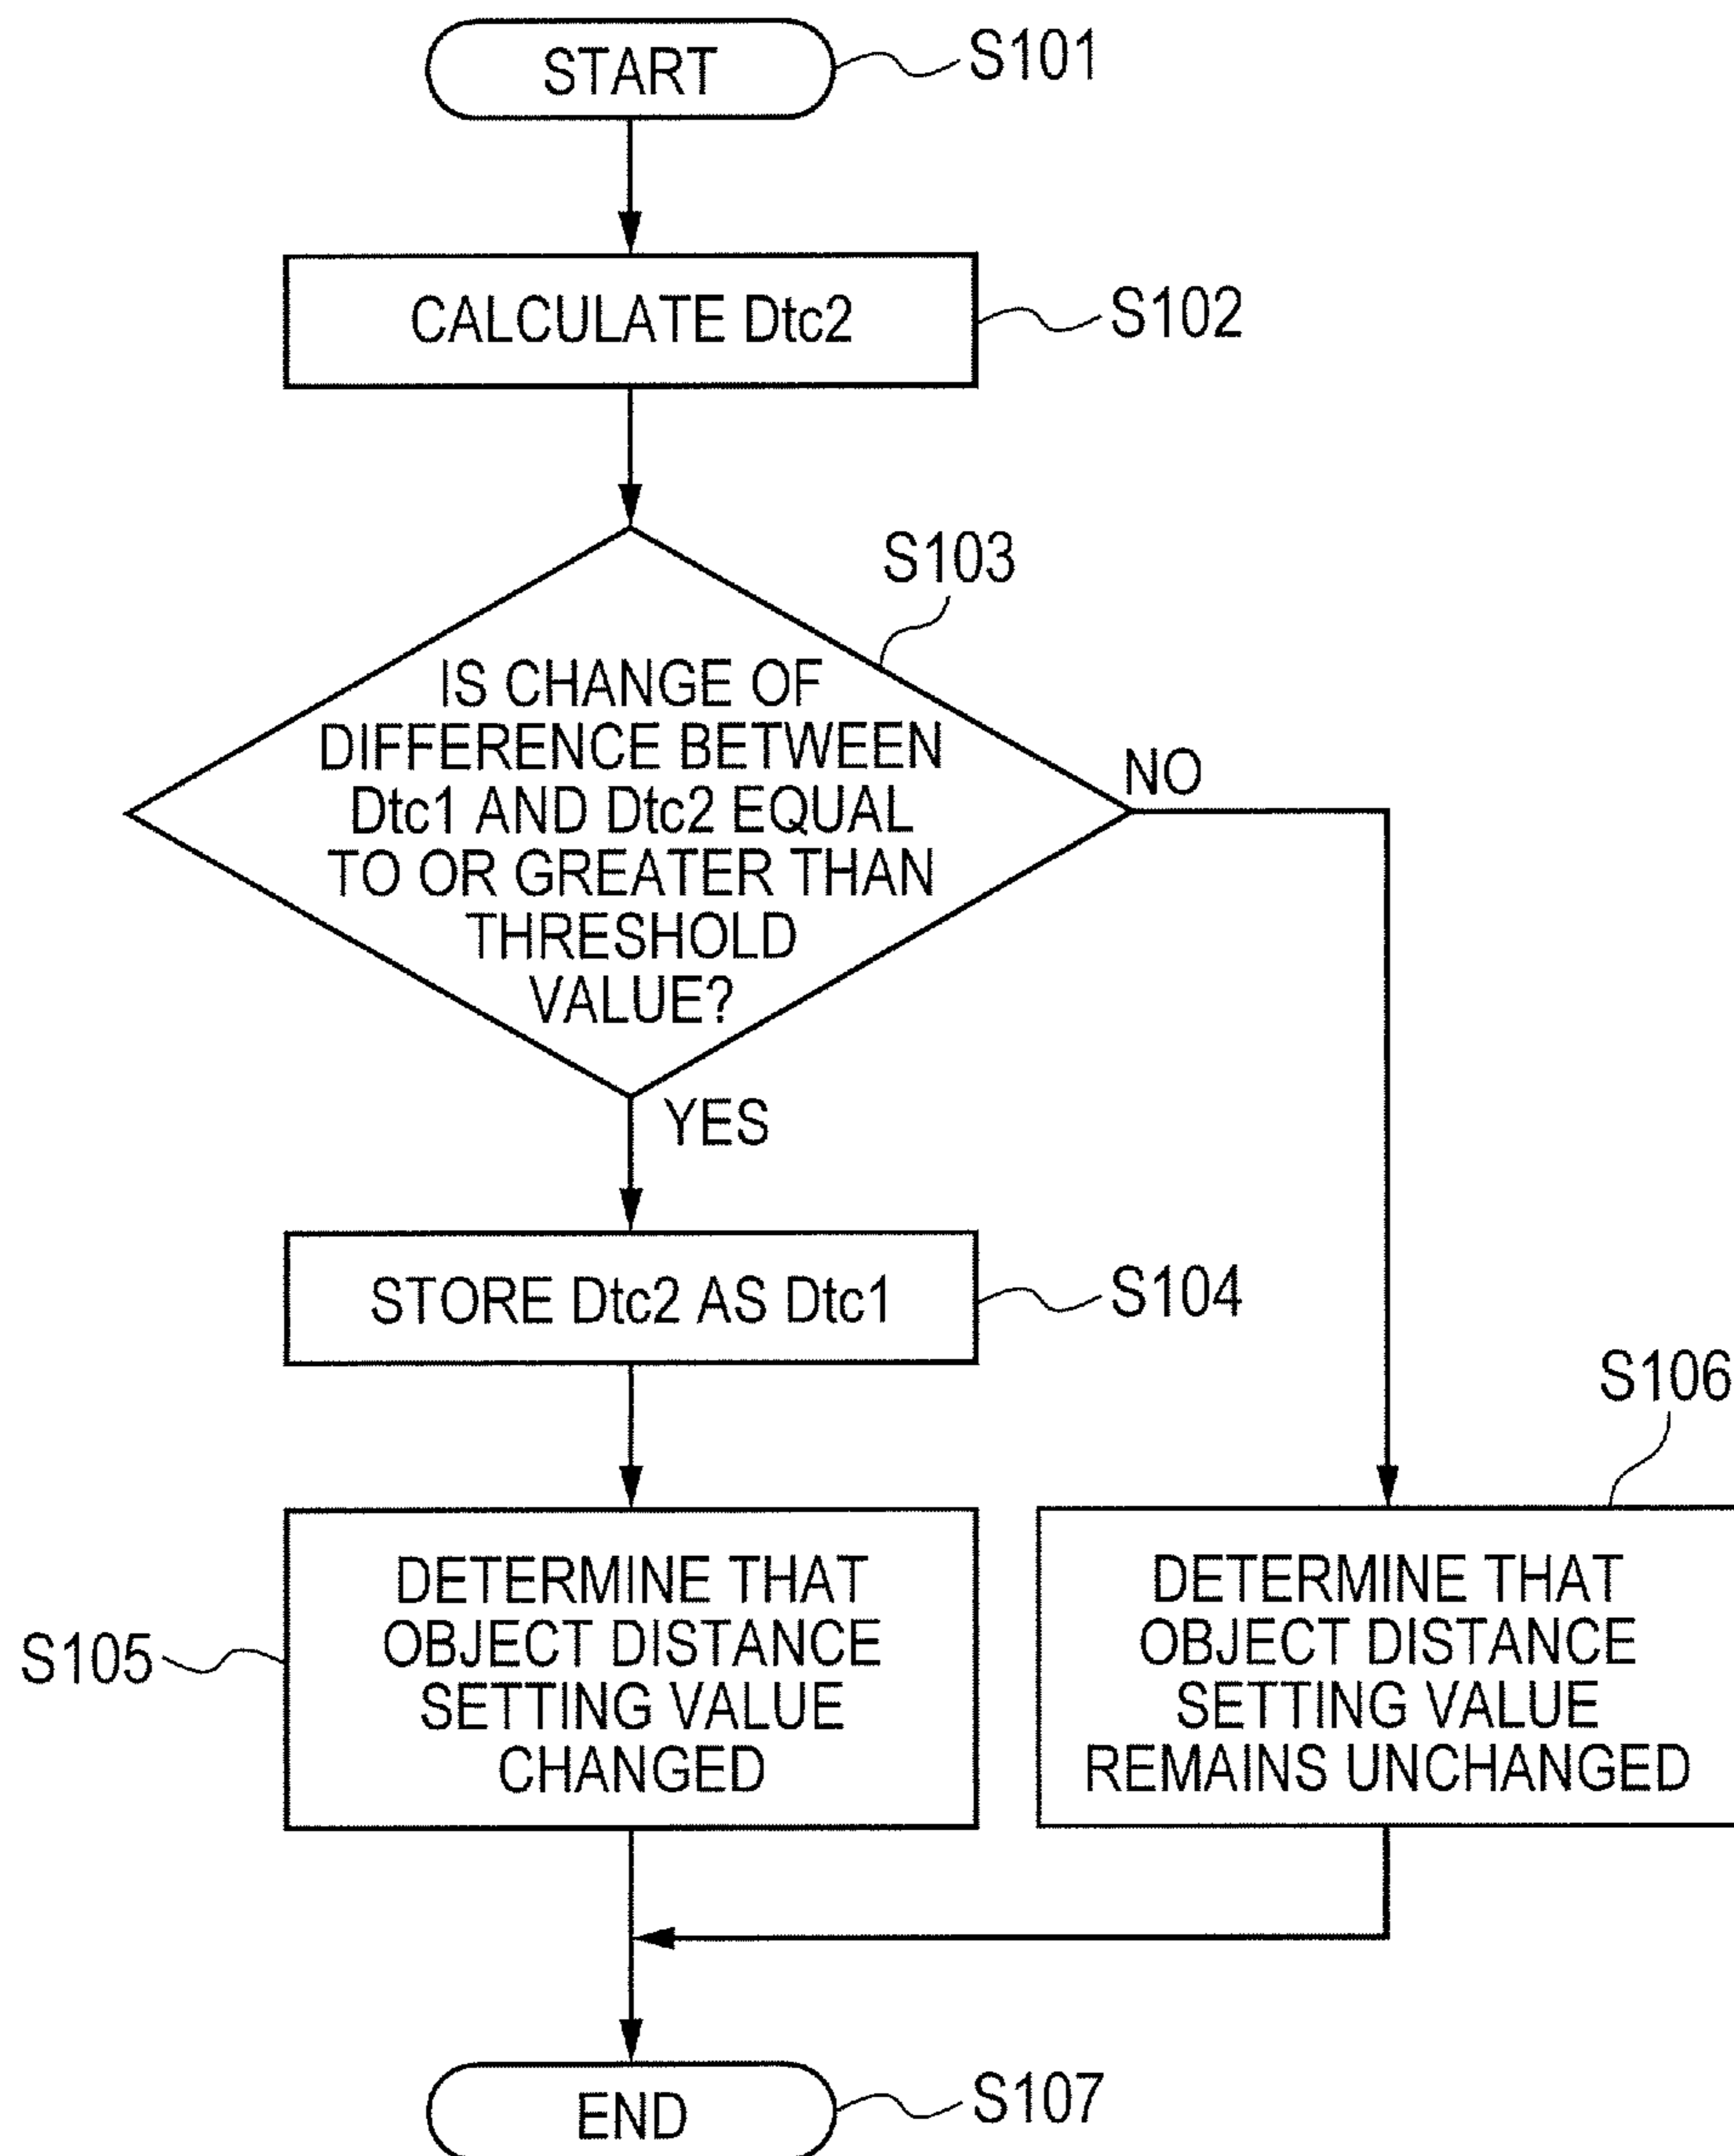 START
S101
CALCULATE Dtc2
S102
S103
IS CHANGE OF
DIFFERENCE BETWEEN
Dtc1 AND Dtc2 EQUAL
TO OR GREATER THAN
THRESHOLD
VALUE?
NO
YES
STORE Dtc2 AS Dtc1
S104
S106
S105
DETERMINE THAT
OBJECT DISTANCE
SETTING VALUE
CHANGED
DETERMINE THAT
OBJECT DISTANCE
SETTING VALUE
REMAINS UNCHANGED
END
S107